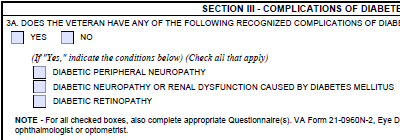 SECTION III - COMPLICATIONS OF DIABETE
3A. DOES THE VETERAN HAVE ANY OF THE FOLLOWING RECOGNIZED COMPLICATIONS OF DIABE
YES NO
(If "Yes," indicate the conditions below) (Check all that apply)
DIABETIC PERIPHERAL NEUROPATHY
DIABETIC NEUROPATHY OR RENAL DYSFUNCTION CAUSED BY DIABETES MELLITUS
DIABETIC RETINOPATHY
NOTE - For all checked boxes, also complete appropriate Questionnaire(s). VA Form 21-0960N-2, Eye D
ophthalmologist or optometrist.